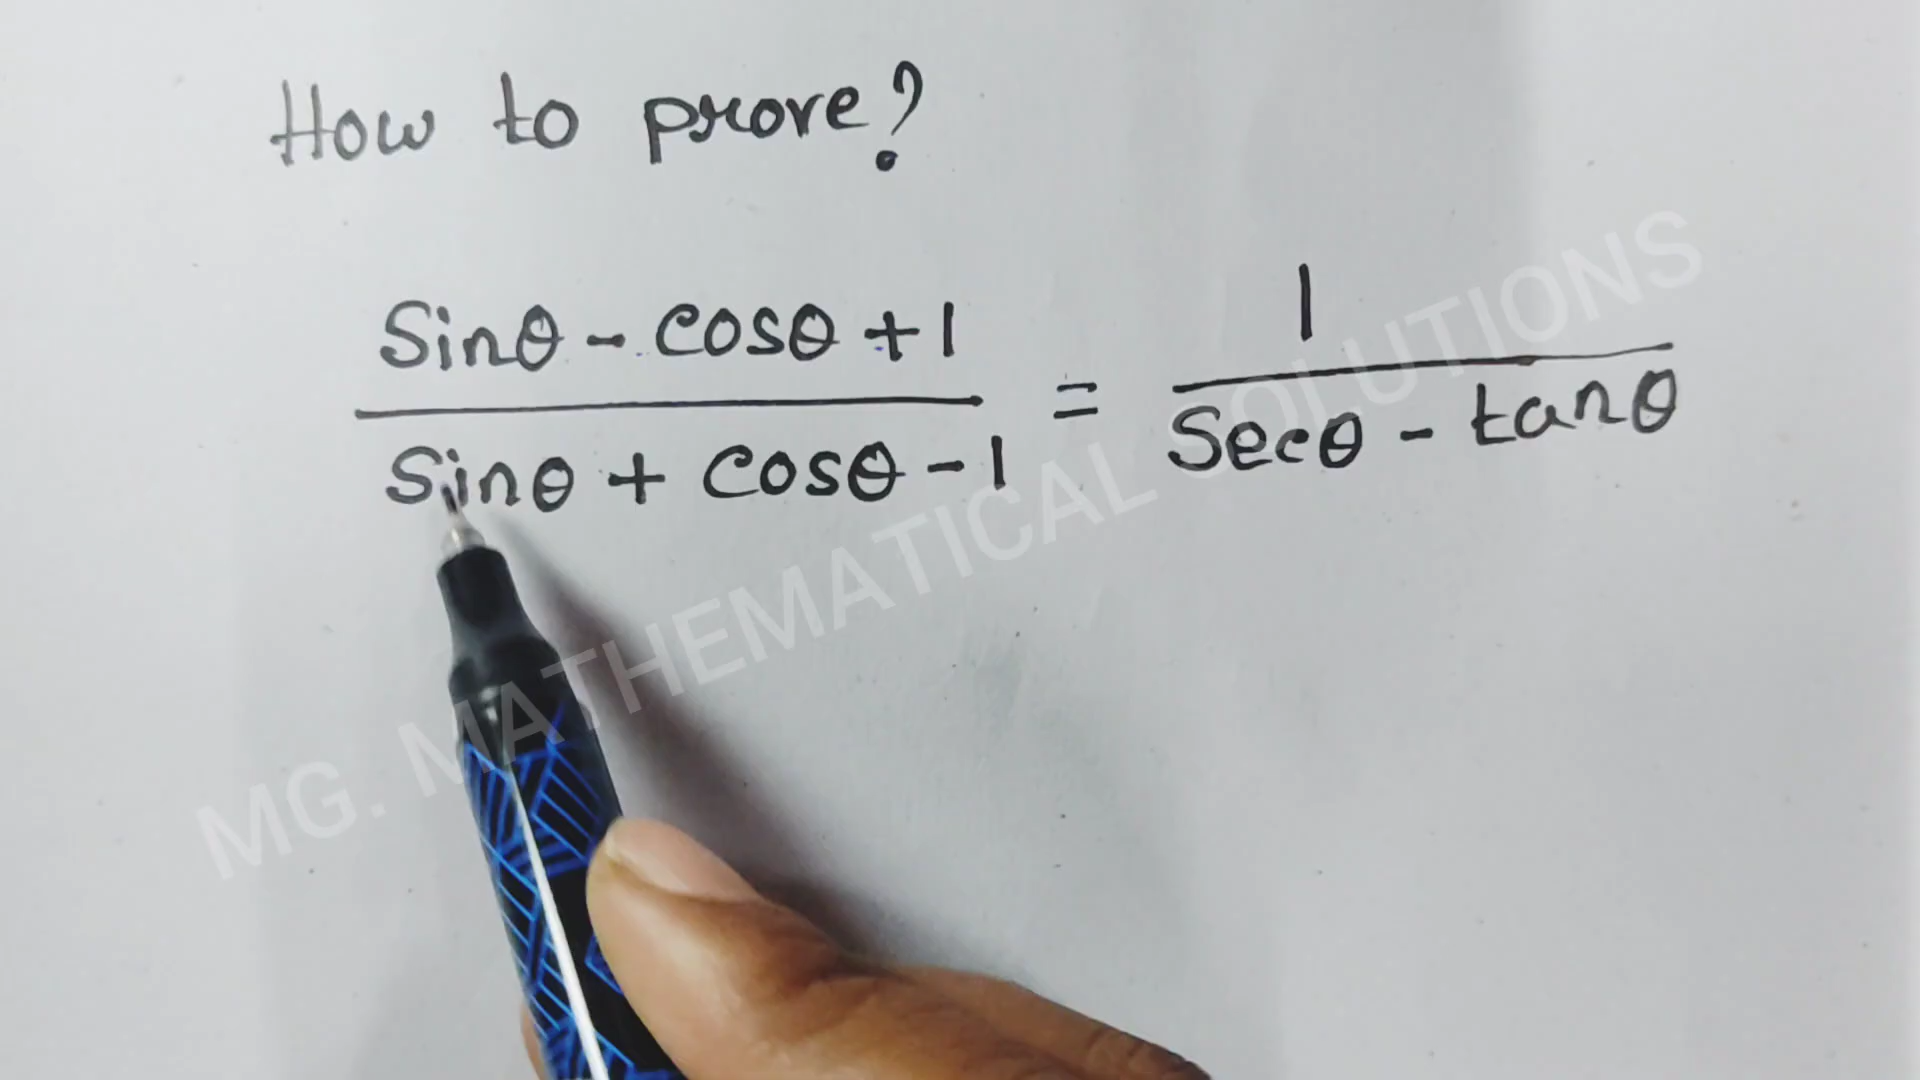 How to prove?
Sinθ - cosθ + 1
Sinθ + cosθ - 1
=
1
Secθ - tanθ
MG. MATHEMATICAL SOLUTIONS